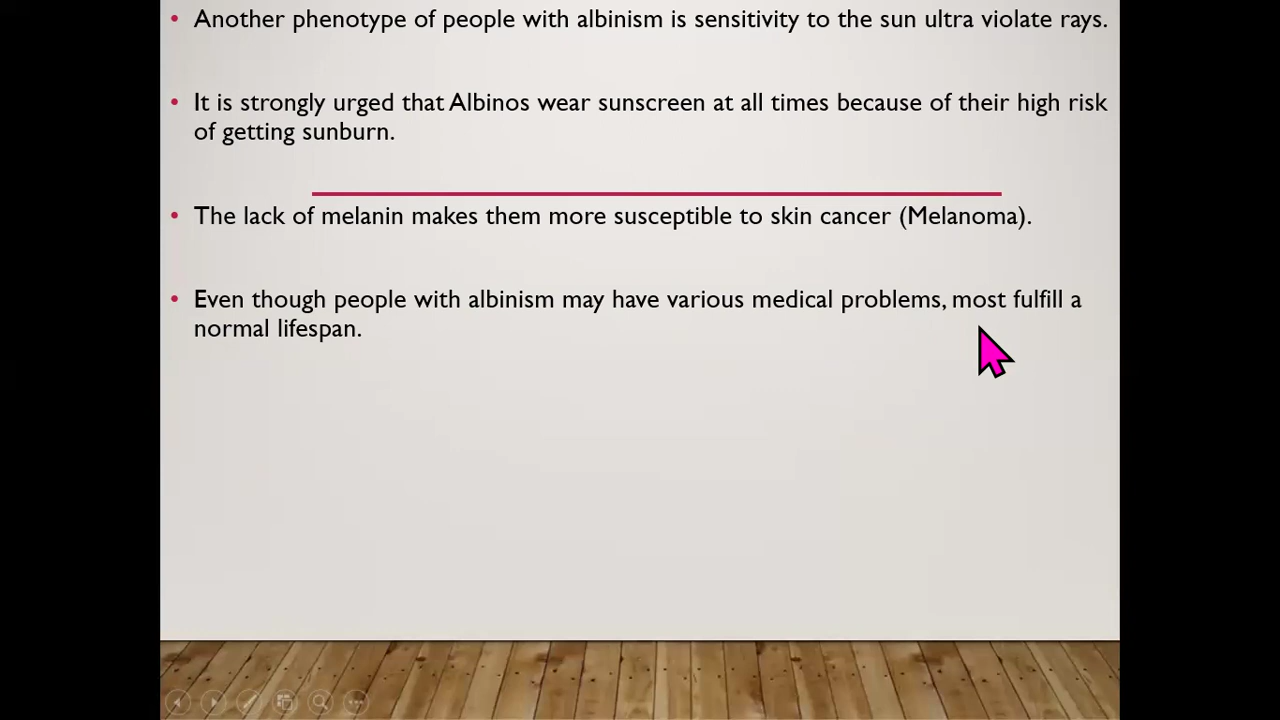 • Another phenotype of people with albinism is sensitivity to the sun ultra violate rays.
• It is strongly urged that Albinos wear sunscreen at all times because of their high risk
of getting sunburn.
• The lack of melanin makes them more susceptible to skin cancer (Melanoma).
• Even though people with albinism may have various medical problems, most fulfill a
normal lifespan.